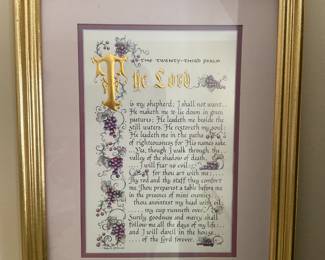 THE TWENTY-THIRD PSALM
The Lord
is my shepherd; I shall not want..
He maketh me to lie down in green
pastures; He leadeth me beside the
still waters. He restoreth my soul;
He leadeth me in the paths
of righteousness for His names sake.
Yea, though I walk through the
valley of the shadow of death.
I will fear no evil;
for thou art with me;
Thy rod and thy staff they comfort
me. Thou preparest a table before me
in the presence of mine enemies;
thou anointest my head with oil;
my cup runneth over.
Surely goodness and mercy shall
follow me all the days of my life;
and I will dwell in the house
of the Lord forever.